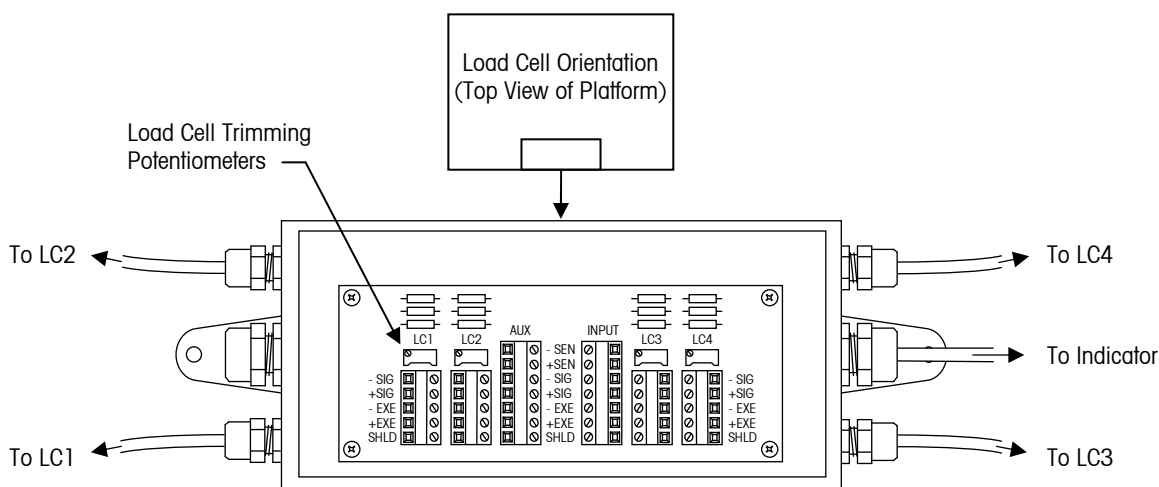 Load Cell Orientation
(Top View of Platform)
Load Cell Trimming
Potentiometers
To LC2
To LC4
AUX
INPUT
LC1
LC2
LC3
LC4
- SEN
+SEN
- SIG
+SIG
- EXE
+EXE
SHLD
- SIG
+SIG
- EXE
+EXE
SHLD
- SIG
+SIG
- EXE
+EXE
SHLD
To Indicator
To LC1
To LC3